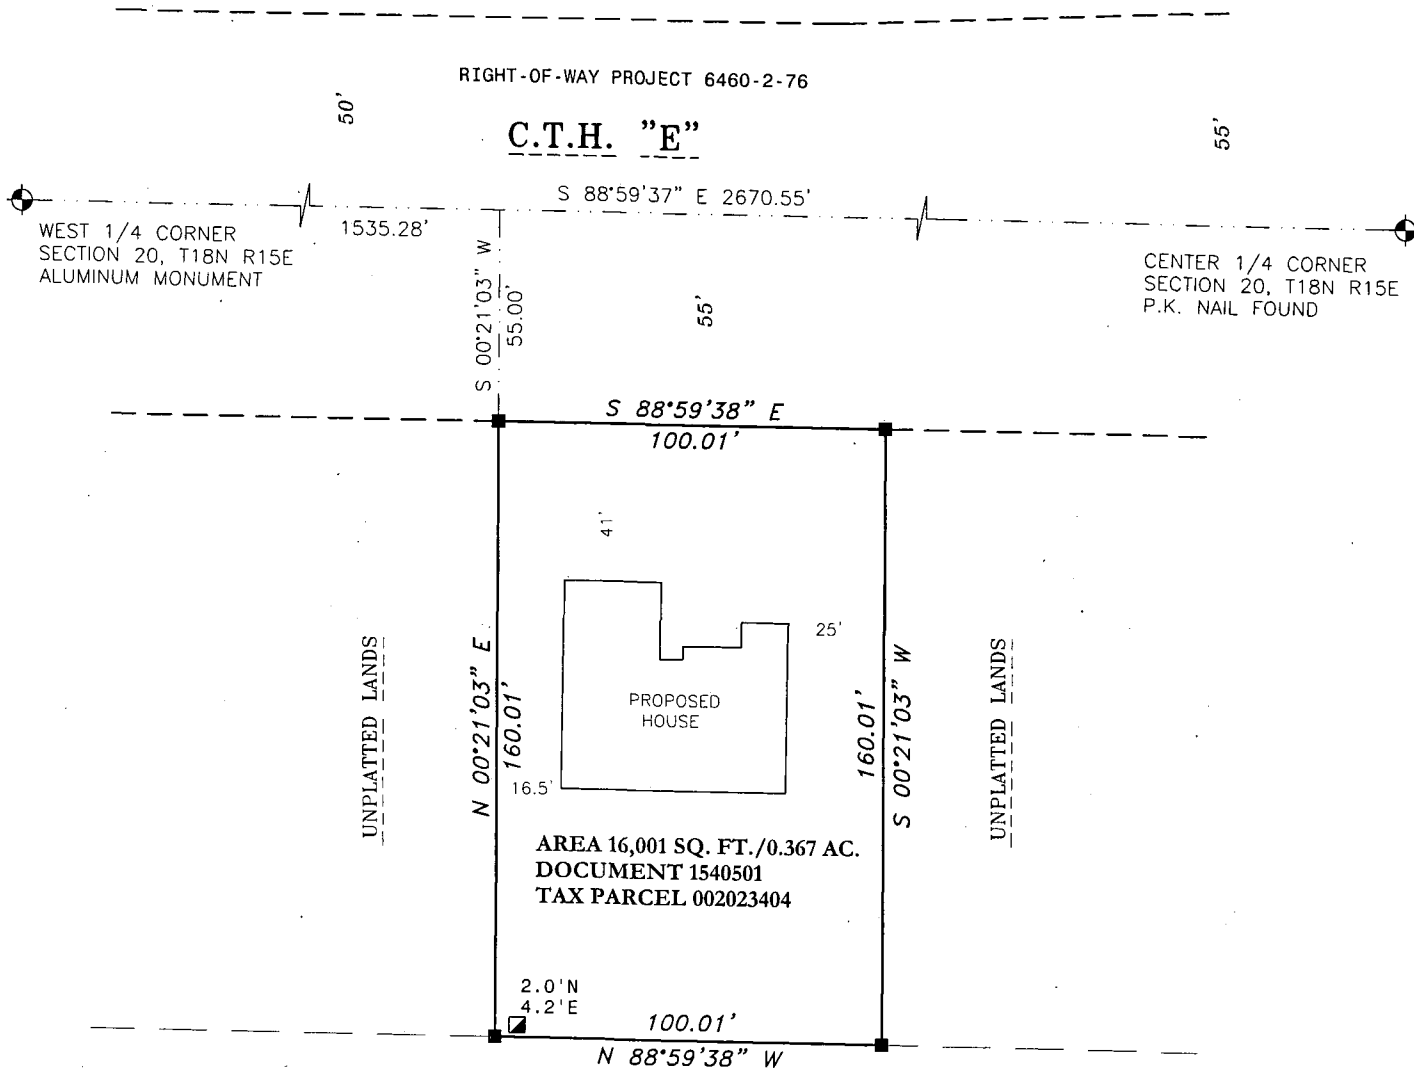 RIGHT-OF-WAY PROJECT 6460-2-76
50'
C.T.H. "E"
55'
S 88°59'37" E 2670.55'
1535.28'
WEST 1/4 CORNER
SECTION 20, T18N R15E
ALUMINUM MONUMENT
CENTER 1/4 CORNER
SECTION 20, T18N R15E
P.K. NAIL FOUND
S 00°21'03" W
55.00'
55'
S 88°59'38" E
100.01'
41'
25'
UNPLATTED LANDS
N 00°21'03" E
160.01'
PROPOSED
HOUSE
160.01'
S 00°21'03" W
UNPLATTED LANDS
16.5'
AREA 16,001 SQ. FT./0.367 AC.
DOCUMENT 1540501
TAX PARCEL 002023404
2.0'N
4.2'E
100.01'
N 88°59'38" W